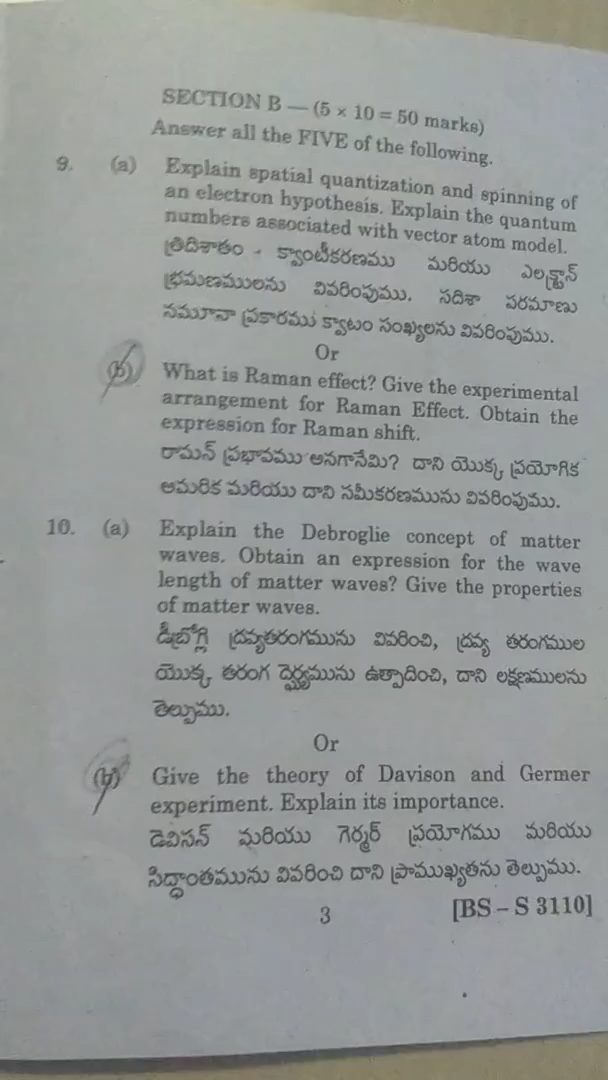 SECTION B — (5 × 10 = 50 marks)
Answer all the FIVE of the following.
9. (a) Explain spatial quantization and spinning of
an electron hypothesis. Explain the quantum
numbers associated with vector atom model.
త్రిదిశాతం - క్వాంటీకరణము మరియు ఎలక్ట్రాన్
భ్రమణములను వివరింపుము. సదిశా పరమాణు
నమూనా ప్రకారము క్వాటం సంఖ్యలను వివరింపుము.
Or
(b) What is Raman effect? Give the experimental
arrangement for Raman Effect. Obtain the
expression for Raman shift.
రామన్ ప్రభావము అనగానేమి? దాని యొక్క ప్రయోగిక
అమరిక మరియు దాని సమీకరణమును వివరింపుము.
10. (a) Explain the Debroglie concept of matter
waves. Obtain an expression for the wave
length of matter waves? Give the properties
of matter waves.
డీబ్రోగ్లి ద్రవ్యతరంగమును వివరించి, ద్రవ్య తరంగముల
యొక్క తరంగ దైర్ఘ్యమును ఉత్పాదించి, దాని లక్షణములను
తెల్పుము.
Or
(b) Give the theory of Davison and Germer
experiment. Explain its importance.
డెవిసన్ మరియు గెర్మర్ ప్రయోగము మరియు
సిద్ధాంతమును వివరించి దాని ప్రాముఖ్యతను తెల్పుము.
3 [BS – S 3110]